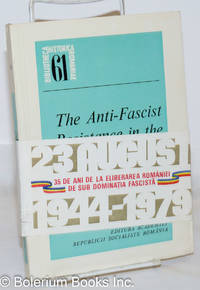 BIBLIOTHECA
HISTORICA
ROMANIAE
61
The Anti-Fascist
Resistance in the
23 AUGUST
35 DE ANI DE LA ELIBERAREA ROMÂNIEI
DE SUB DOMINAȚIA FASCISTĂ
1944-1979
EDITURA ACADEMIEI
REPUBLICII SOCIALISTE ROMÂNIA
© Bolerium Books Inc.